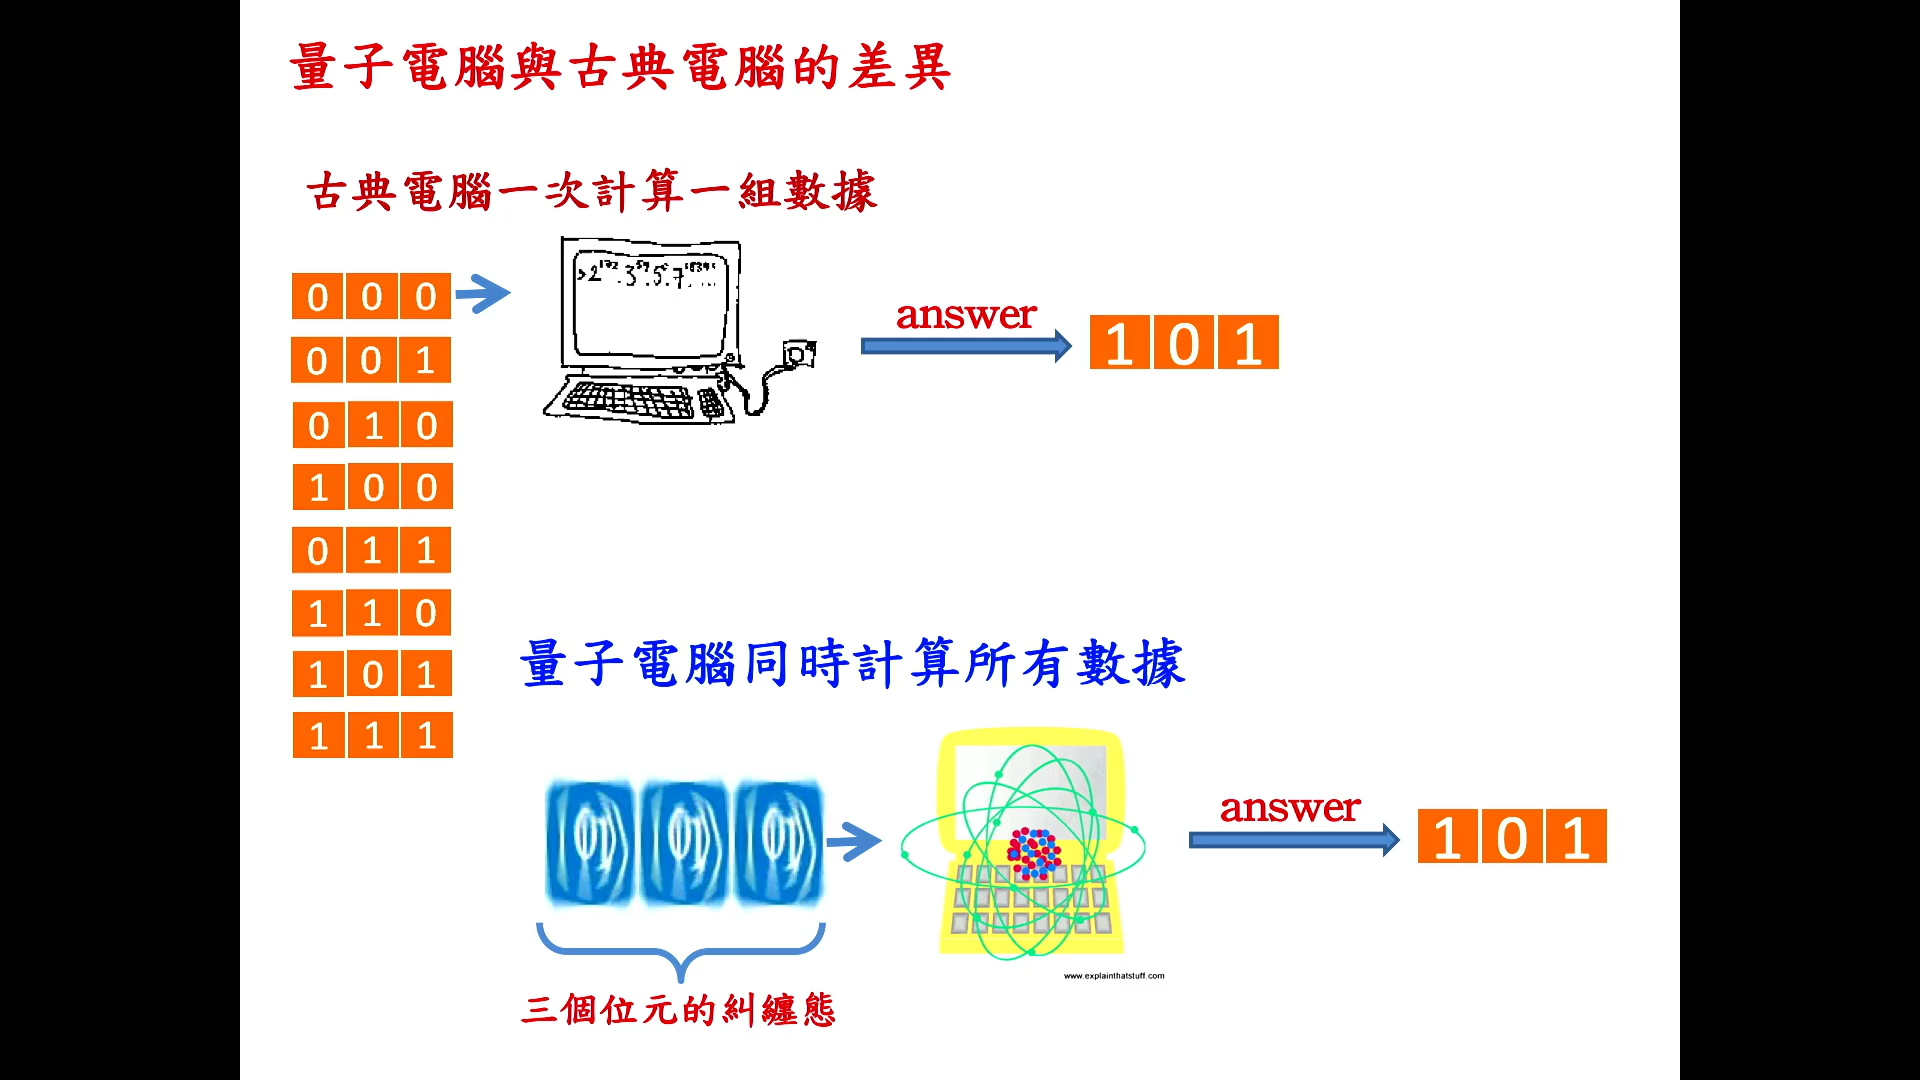 量子電腦與古典電腦的差異
古典電腦一次計算一組數據
0 0 0
0 0 1
0 1 0
1 0 0
0 1 1
1 1 0
1 0 1
1 1 1
answer
1 0 1
量子電腦同時計算所有數據
answer
1 0 1
www.explainthatstuff.com
三個位元的糾纏態